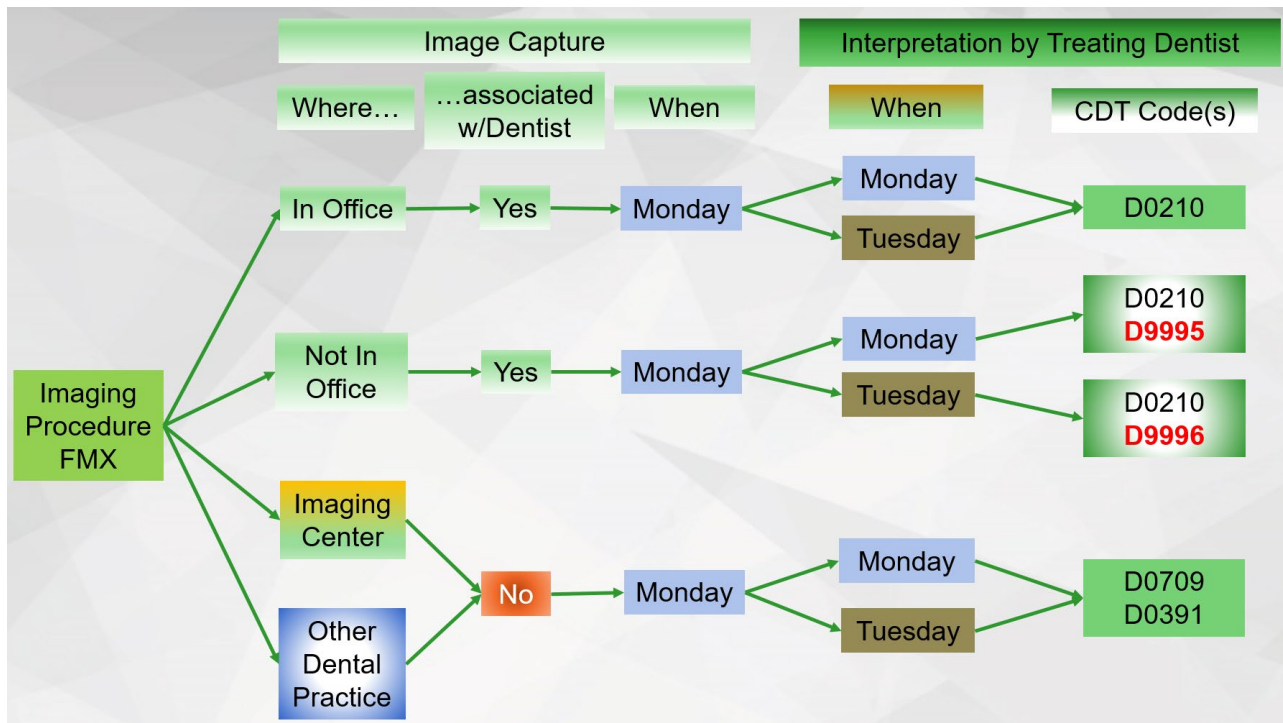 Image Capture
Interpretation by Treating Dentist
Where…
…associated
w/Dentist
When
When
CDT Code(s)
In Office
Yes
Monday
Monday
Tuesday
D0210
Not In
Office
Yes
Monday
Monday
Tuesday
D0210
D9995
D0210
D9996
Imaging
Procedure
FMX
Imaging
Center
Other
Dental
Practice
No
Monday
Monday
Tuesday
D0709
D0391